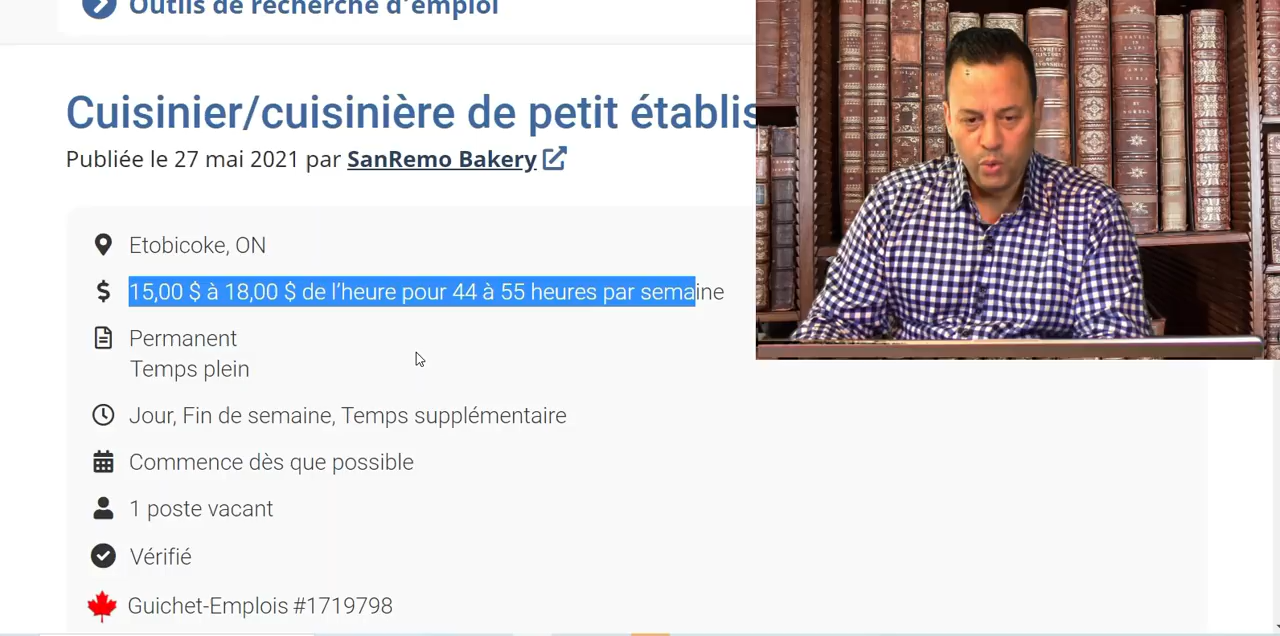 Outils de recherche d'emploi
Cuisinier/cuisinière de petit établis
Publiée le 27 mai 2021 par SanRemo Bakery
Etobicoke, ON
15,00 $ à 18,00 $ de l'heure pour 44 à 55 heures par semaine
Permanent
Temps plein
Jour, Fin de semaine, Temps supplémentaire
Commence dès que possible
1 poste vacant
Vérifié
Guichet-Emplois #1719798